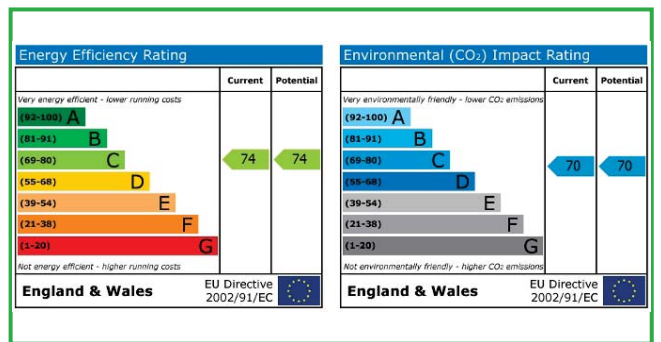 Energy Efficiency Rating
Current Potential
Very energy efficient - lower running costs
(92-100) A
(81-91) B
(69-80) C
74 74
(55-68) D
(39-54) E
(21-38) F
(1-20) G
Not energy efficient - higher running costs
England & Wales
EU Directive
2002/91/EC
Environmental (CO₂) Impact Rating
Current Potential
Very environmentally friendly - lower CO₂ emissions
(92-100) A
(81-91) B
(69-80) C
70 70
(55-68) D
(39-54) E
(21-38) F
(1-20) G
Not environmentally friendly - higher CO₂ emissions
England & Wales
EU Directive
2002/91/EC